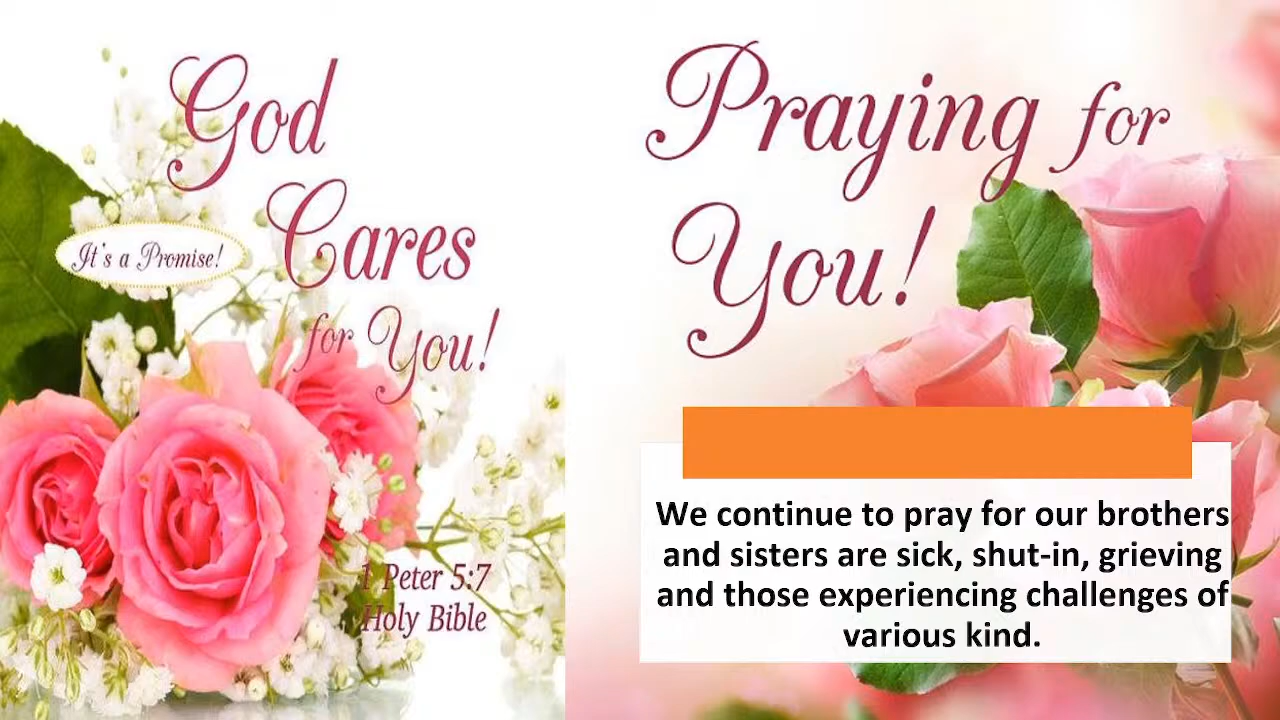 God
Cares
It's a Promise!
for You!
1 Peter 5:7
Holy Bible
Praying for
You!
We continue to pray for our brothers
and sisters are sick, shut-in, grieving
and those experiencing challenges of
various kind.